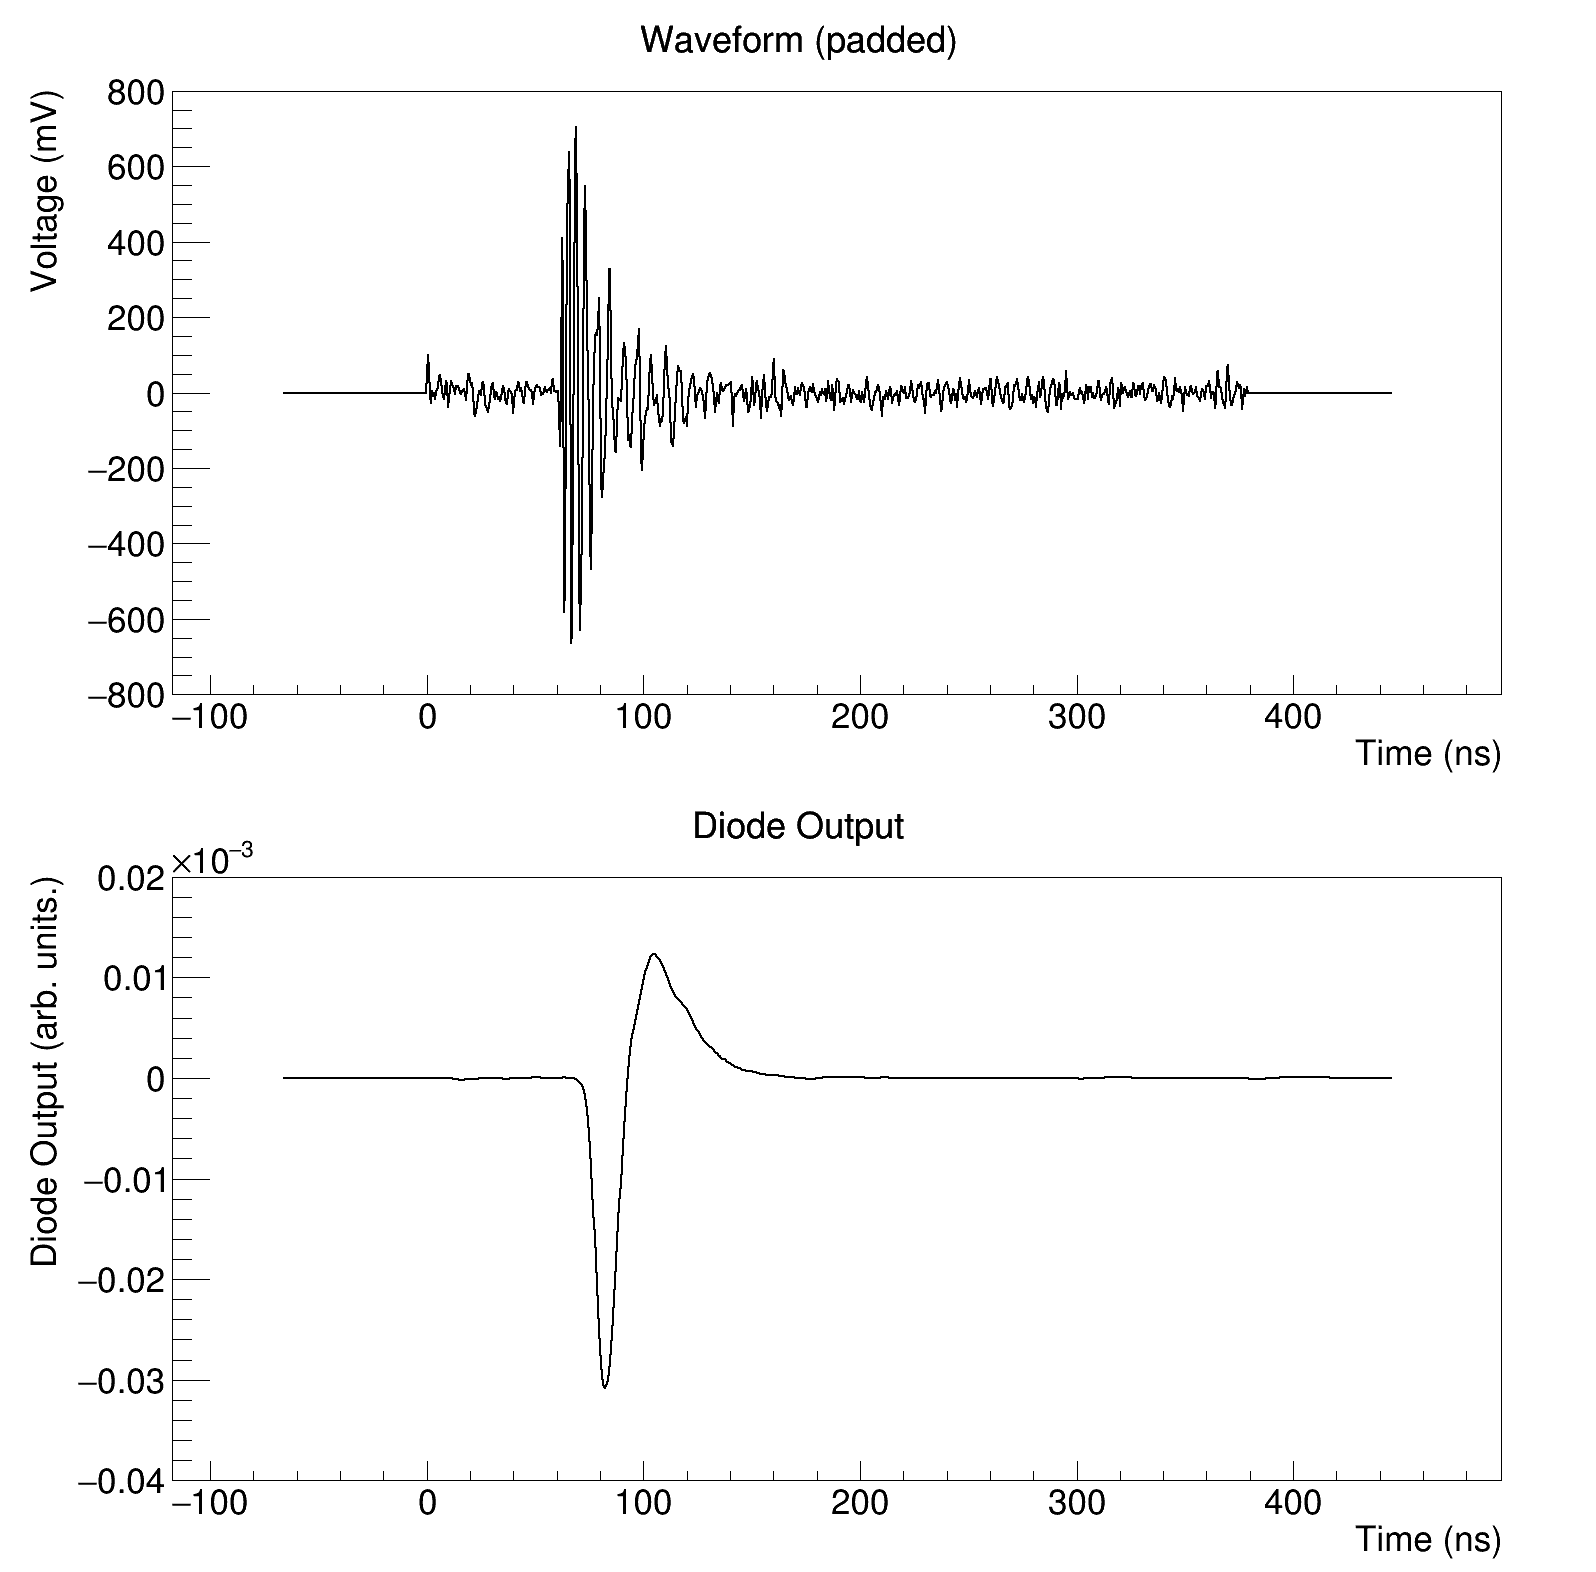 Waveform (padded)
Voltage (mV)
800
600
400
200
0
−200
−400
−600
−800
−100 0 100 200 300 400
Time (ns)
Diode Output
×10−3
Diode Output (arb. units.)
0.02
0.01
0
−0.01
−0.02
−0.03
−0.04
−100 0 100 200 300 400
Time (ns)